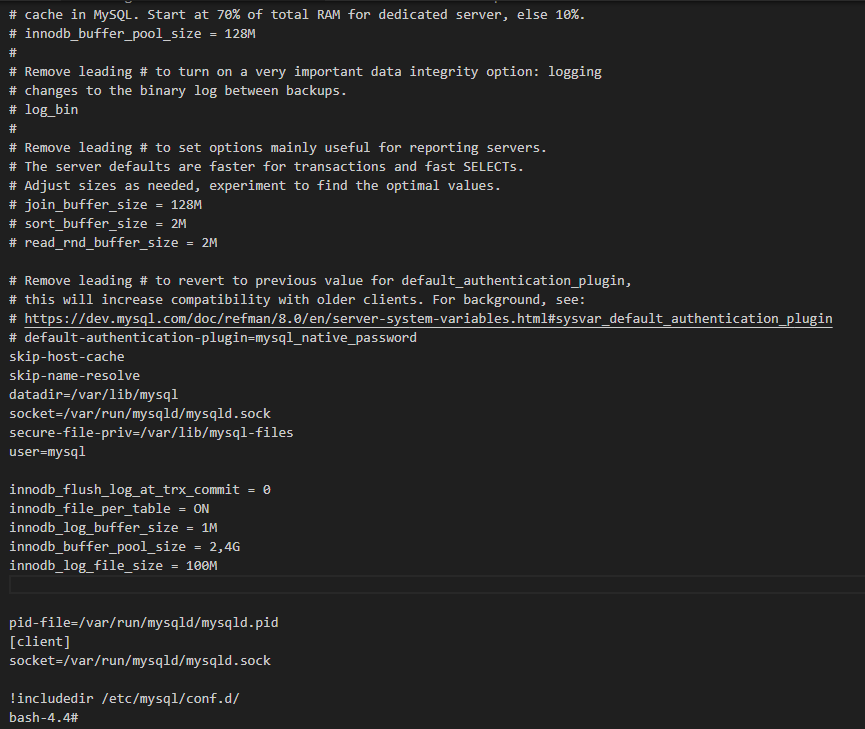 # cache in MySQL. Start at 70% of total RAM for dedicated server, else 10%.
# innodb_buffer_pool_size = 128M
#
# Remove leading # to turn on a very important data integrity option: logging
# changes to the binary log between backups.
# log_bin
#
# Remove leading # to set options mainly useful for reporting servers.
# The server defaults are faster for transactions and fast SELECTs.
# Adjust sizes as needed, experiment to find the optimal values.
# join_buffer_size = 128M
# sort_buffer_size = 2M
# read_rnd_buffer_size = 2M
# Remove leading # to revert to previous value for default_authentication_plugin,
# this will increase compatibility with older clients. For background, see:
# https://dev.mysql.com/doc/refman/8.0/en/server-system-variables.html#sysvar_default_authentication_plugin
# default-authentication-plugin=mysql_native_password
skip-host-cache
skip-name-resolve
datadir=/var/lib/mysql
socket=/var/run/mysqld/mysqld.sock
secure-file-priv=/var/lib/mysql-files
user=mysql
innodb_flush_log_at_trx_commit = 0
innodb_file_per_table = ON
innodb_log_buffer_size = 1M
innodb_buffer_pool_size = 2,4G
innodb_log_file_size = 100M
pid-file=/var/run/mysqld/mysqld.pid
[client]
socket=/var/run/mysqld/mysqld.sock
!includedir /etc/mysql/conf.d/
bash-4.4#